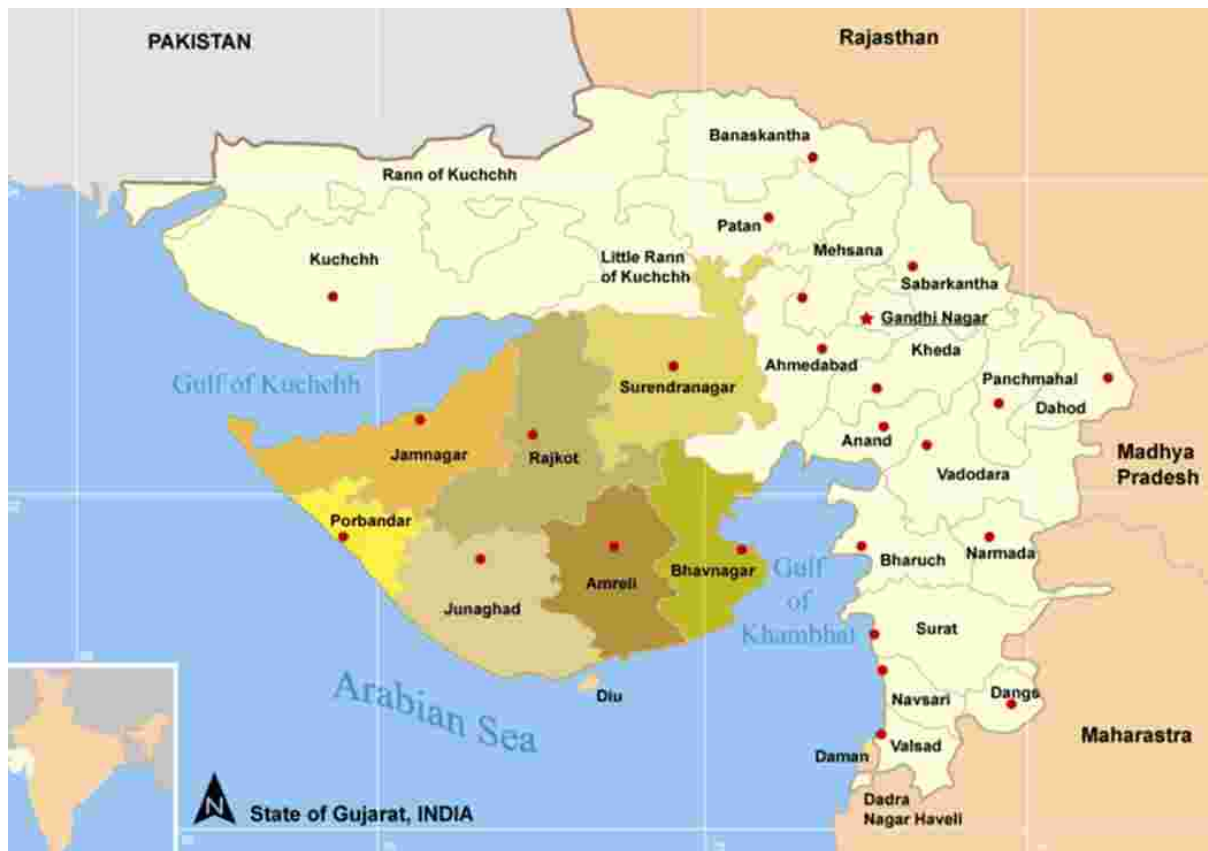 PAKISTAN
Rajasthan
Banaskantha
Rann of Kuchchh
Patan
Mehsana
Kuchchh
Little Rann
of Kuchchh
Sabarkantha
Gandhi Nagar
Kheda
Ahmedabad
Gulf of Kuchchh
Surendranagar
Panchmahal
Dahod
Anand
Jamnagar
Rajkot
Vadodara
Madhya
Pradesh
Porbandar
Narmada
Bharuch
Bhavnagar
Gulf
of
Khambhat
Amreli
Junaghad
Surat
Arabian Sea
Diu
Navsari
Dangs
Maharastra
Valsad
Daman
Dadra
Nagar Haveli
N
State of Gujarat, INDIA